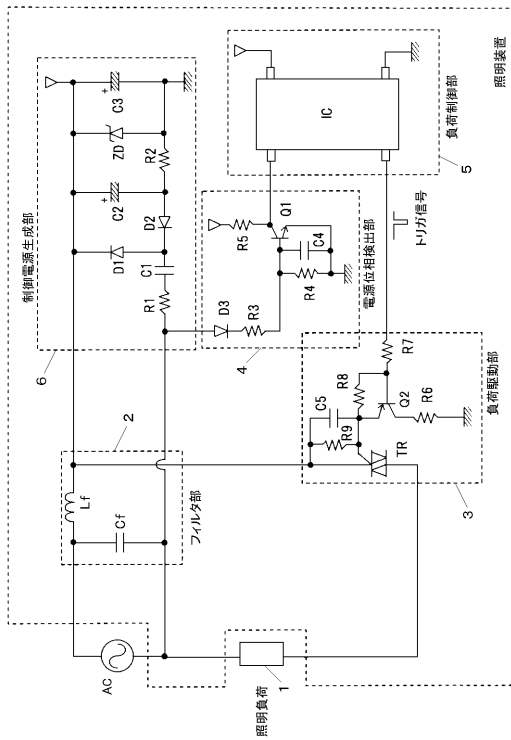 照明装置
制御電源生成部
6
D1
C2
ZD
C3
+
+
R1
C1
D2
R2
負荷制御部
5
IC
電源位相検出部
4
D3
R3
R5
Q1
R4
C4
トリガ信号
フィルタ部
2
Lf
Cf
AC
照明負荷
1
負荷駆動部
3
C5
R9
R8
R7
Q2
R6
TR